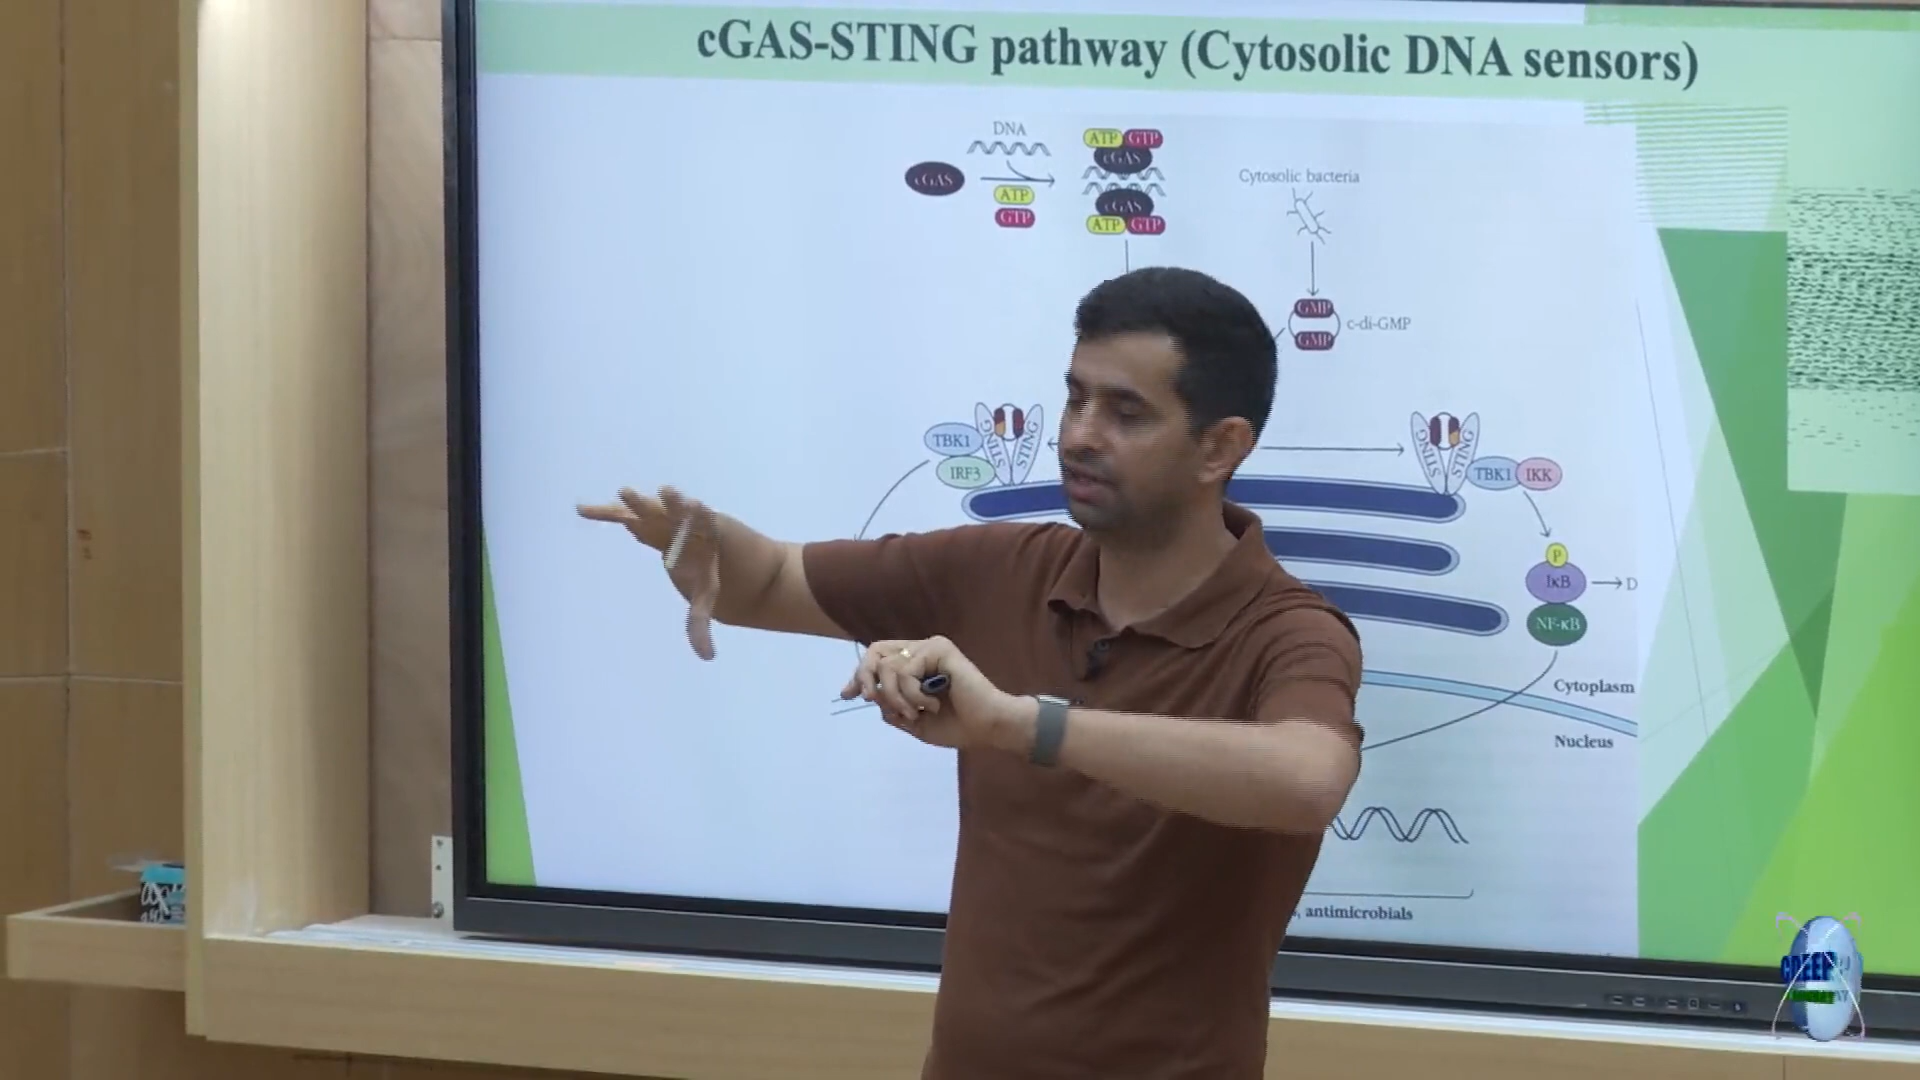 cGAS-STING pathway (Cytosolic DNA sensors)
DNA
cGAS
ATP
GTP
ATP GTP
cGAS
cGAS
ATP GTP
Cytosolic bacteria
GMP
GMP
c-di-GMP
TBK1
IRF3
STING
STING
STING
STING
TBK1
IKK
P
IκB
D
NF-κB
Cytoplasm
Nucleus
, antimicrobials